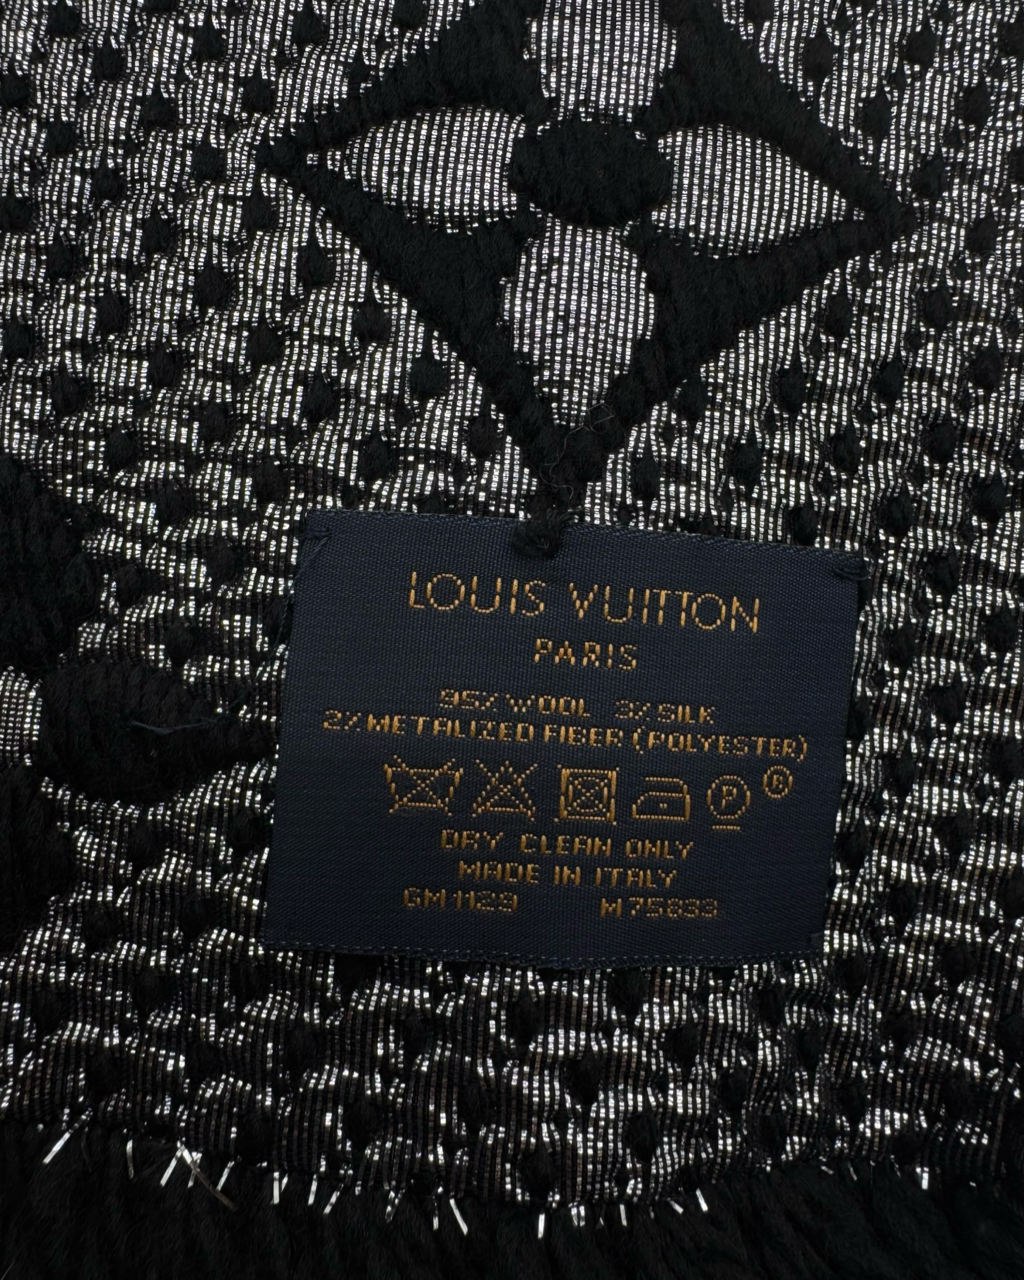 LOUIS VUITTON
PARIS
95% WOOL 3% SILK
2% METALIZED FIBER (POLYESTER)
P ®
DRY CLEAN ONLY
MADE IN ITALY
GM1129 M75833